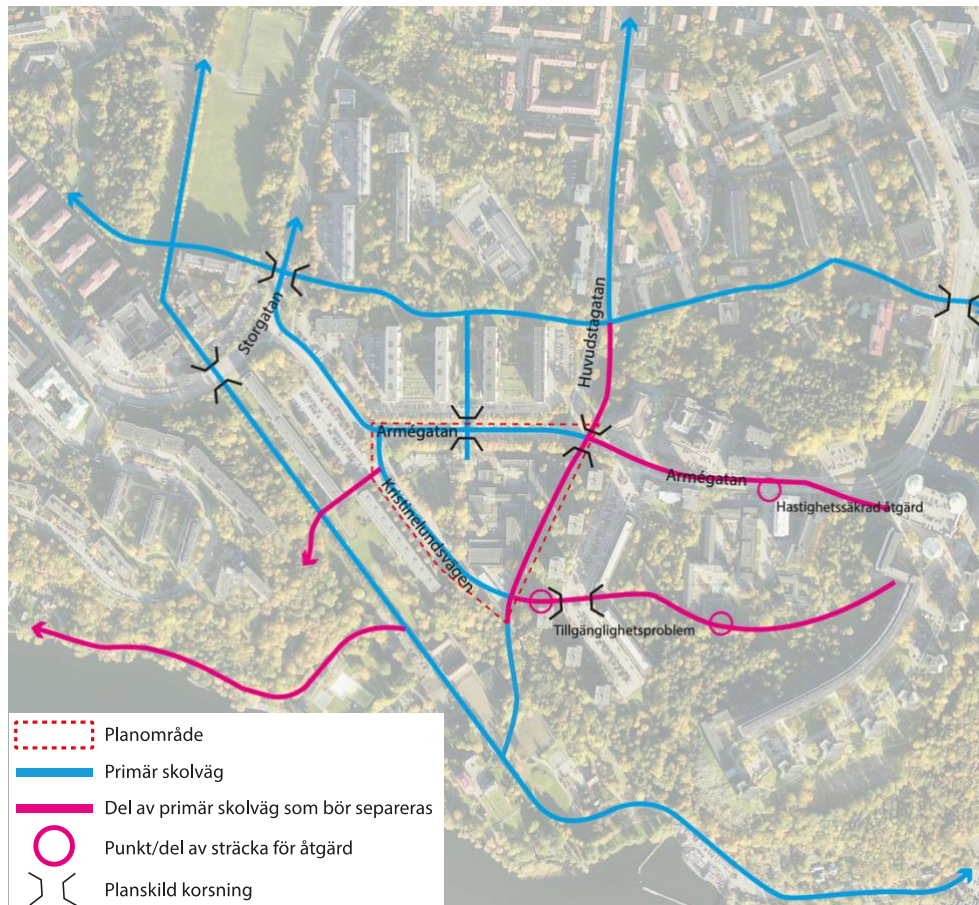 Storgatan
Huvudstagatan
Armégatan
Kristinelundsvägen
Armégatan
Hastighetssäkrad åtgärd
Tillgänglighetsproblem
Planområde
Primär skolväg
Del av primär skolväg som bör separeras
Punkt/del av sträcka för åtgärd
Planskild korsning